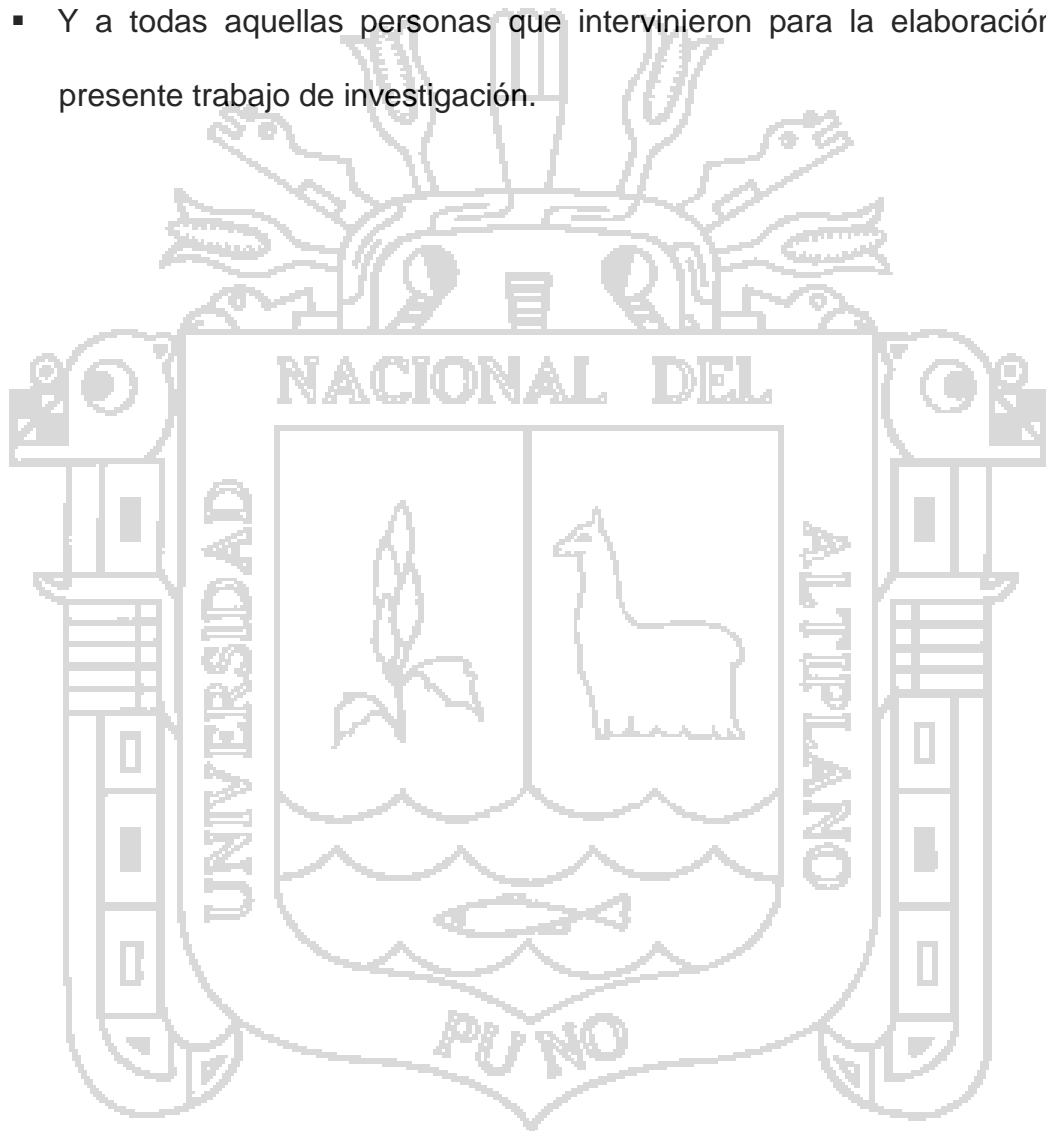 ▪ Y a todas aquellas personas que intervinieron para la elaboración
presente trabajo de investigación.
NACIONAL DEL
UNIVERSIDAD
ALTIPLANO
PUNO